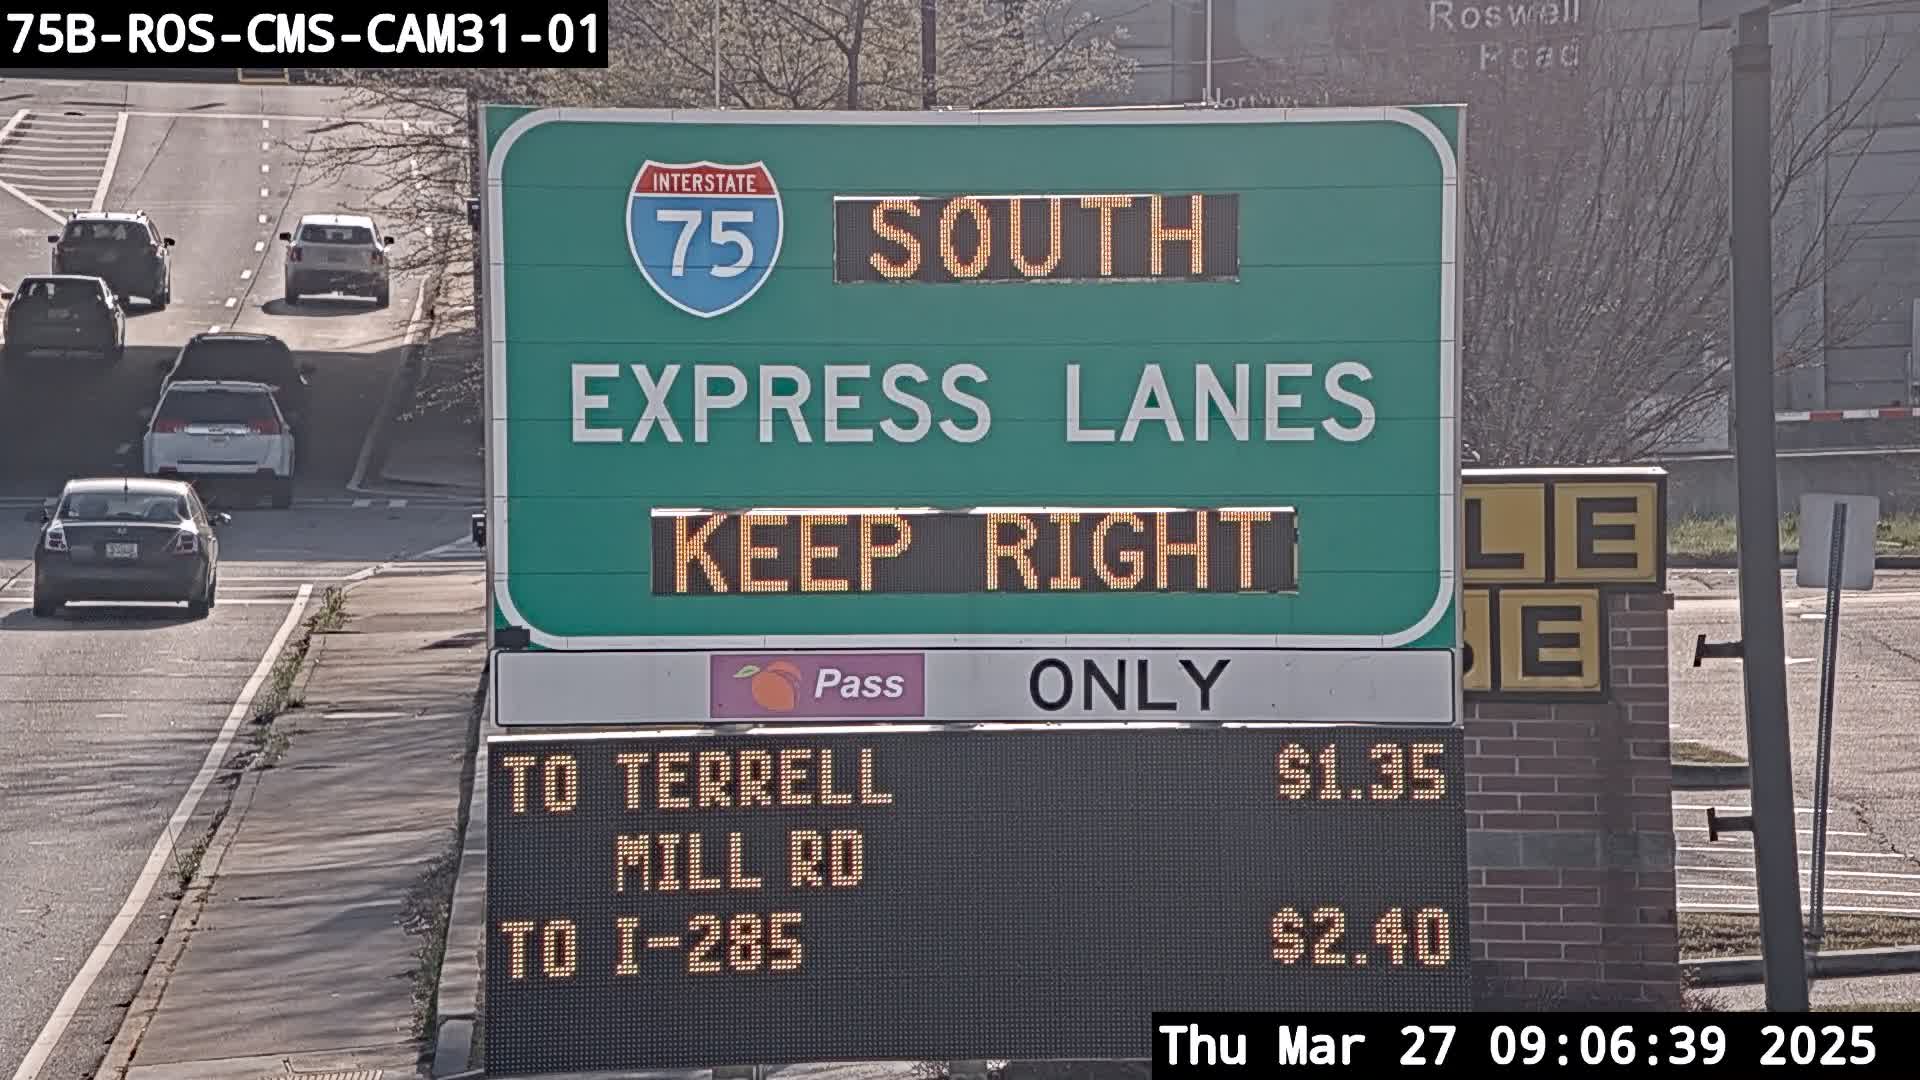 75B-ROS-CMS-CAM31-01
Roswell
Road
INTERSTATE
75
SOUTH
EXPRESS LANES
KEEP RIGHT
LE
E
Pass ONLY
TO TERRELL $1.35
MILL RD
TO I-285 $2.40
Thu Mar 27 09:06:39 2025